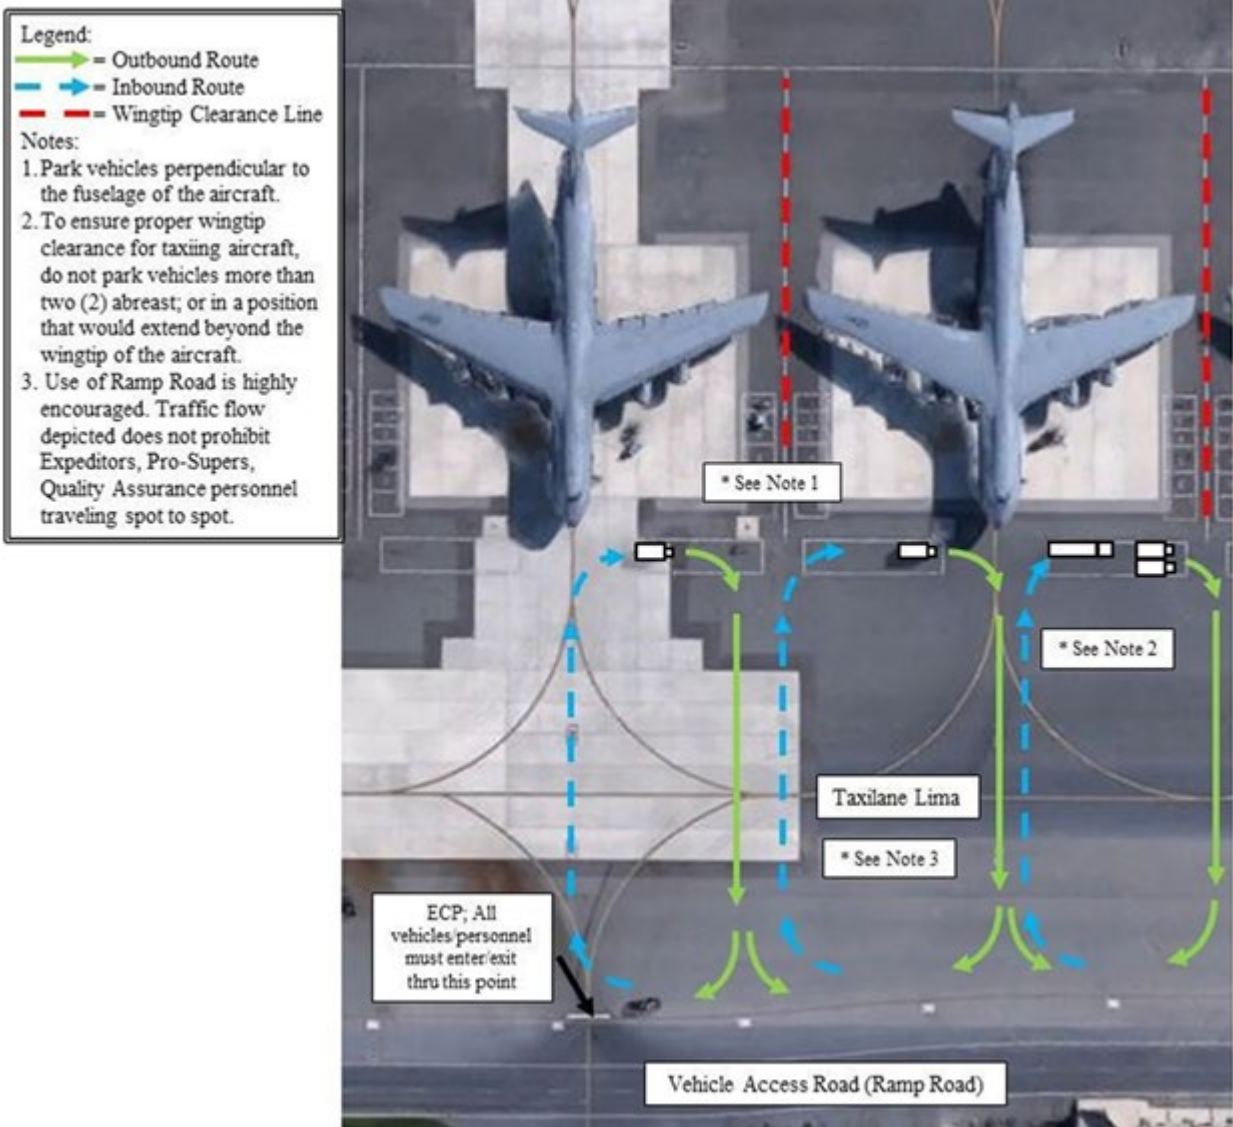 Legend:
= Outbound Route
= Inbound Route
= Wingtip Clearance Line
Notes:
1. Park vehicles perpendicular to
the fuselage of the aircraft.
2. To ensure proper wingtip
clearance for taxiing aircraft,
do not park vehicles more than
two (2) abreast; or in a position
that would extend beyond the
wingtip of the aircraft.
3. Use of Ramp Road is highly
encouraged. Traffic flow
depicted does not prohibit
Expeditors, Pro-Supers,
Quality Assurance personnel
traveling spot to spot.
* See Note 1
* See Note 2
Taxilane Lima
* See Note 3
ECP; All
vehicles/personnel
must enter/exit
thru this point
Vehicle Access Road (Ramp Road)